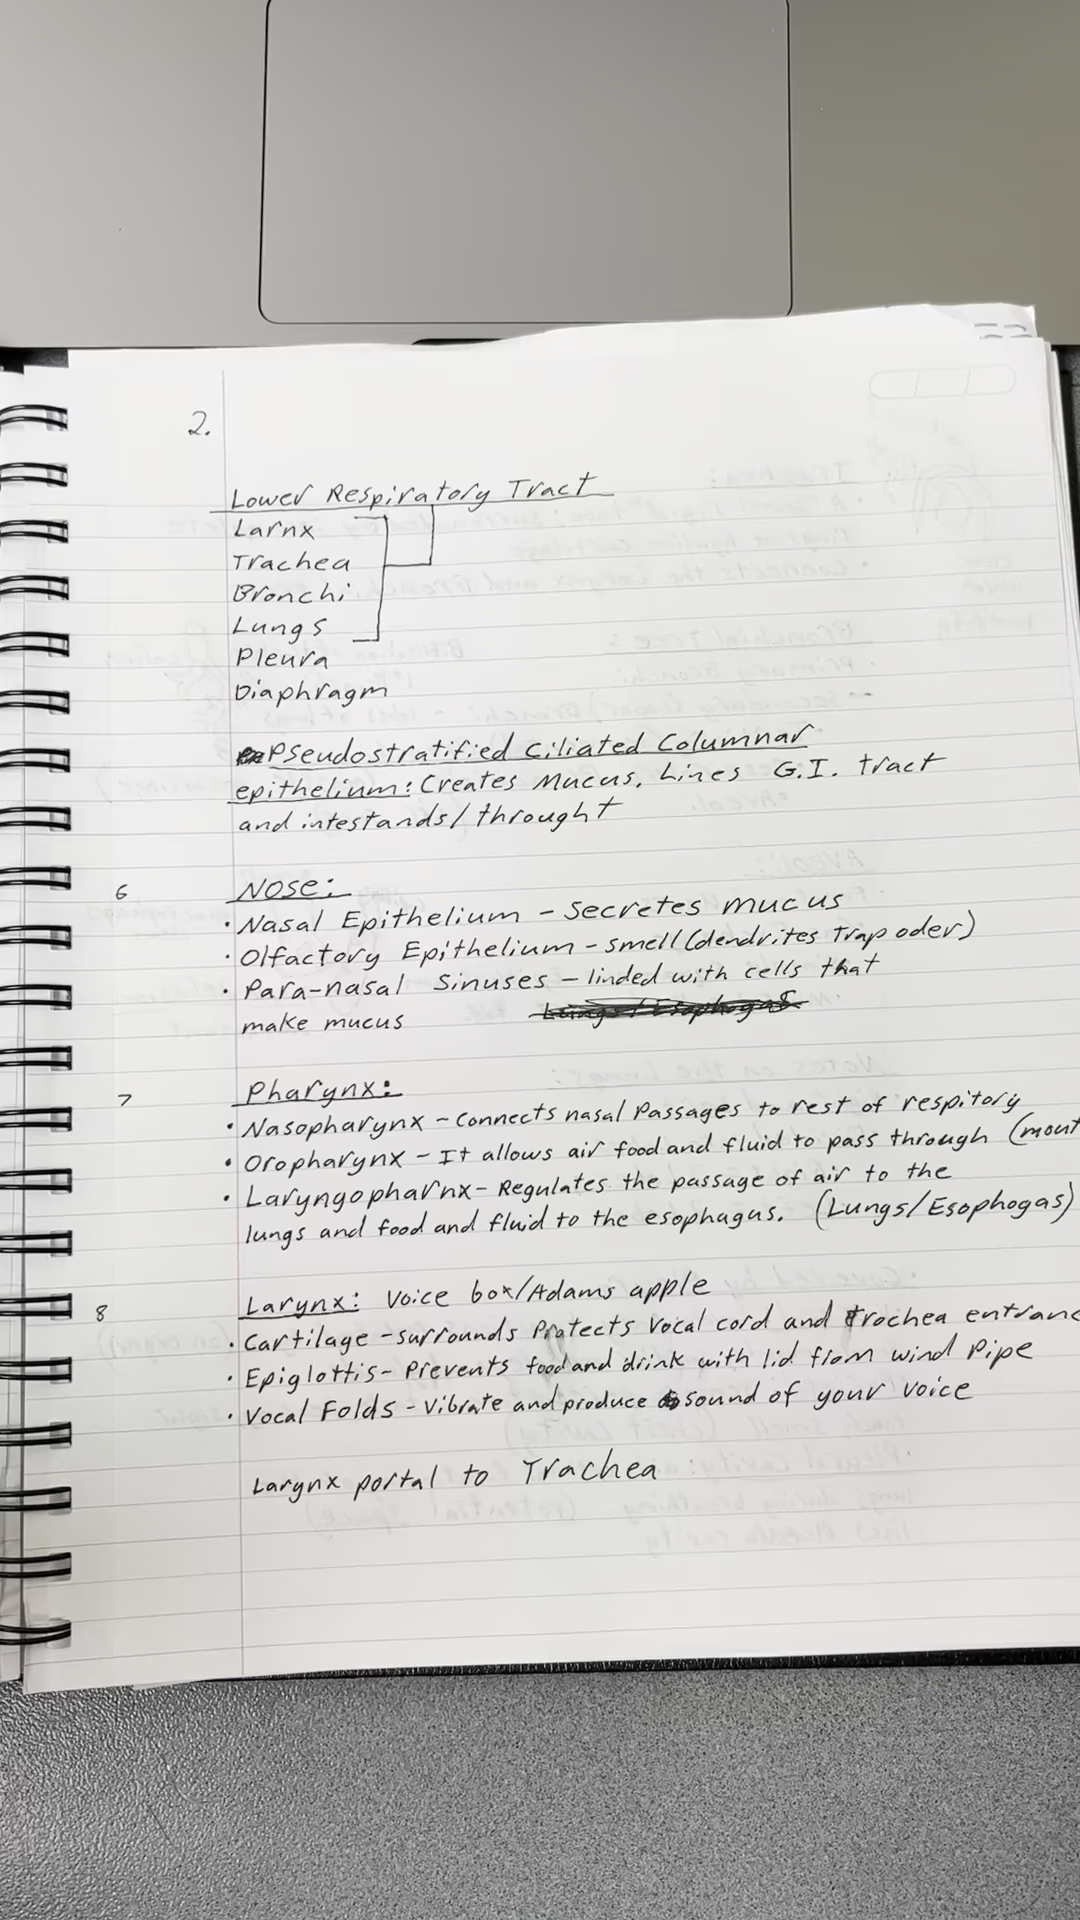 2.
Lower Respiratory Tract
Larnx
Trachea
Bronchi
Lungs
Pleura
Diaphragm
Pseudostratified Ciliated Columnar
epithelium: Creates Mucus, Lines G.I. tract
and intestands/throught
6 Nose:
• Nasal Epithelium - Secretes mucus
• Olfactory Epithelium - smell (dendrites Trap oder)
• Para-nasal Sinuses - linded with cells that
make mucus Lungs/Esophogas
7 Pharynx:
• Nasopharynx - Connects nasal Passages to rest of respitory
• Oropharynx - It allows air food and fluid to pass through (mout
• Laryngopharnx - Regulates the passage of air to the
lungs and food and fluid to the esophagus. (Lungs/Esophogas)
8 Larynx: Voice box/Adams apple
• Cartilage - surrounds Protects Vocal cord and trochea entranc
• Epiglottis - Prevents food and drink with lid from wind Pipe
• Vocal Folds - Vibrate and produce sound of your voice
Larynx portal to Trachea